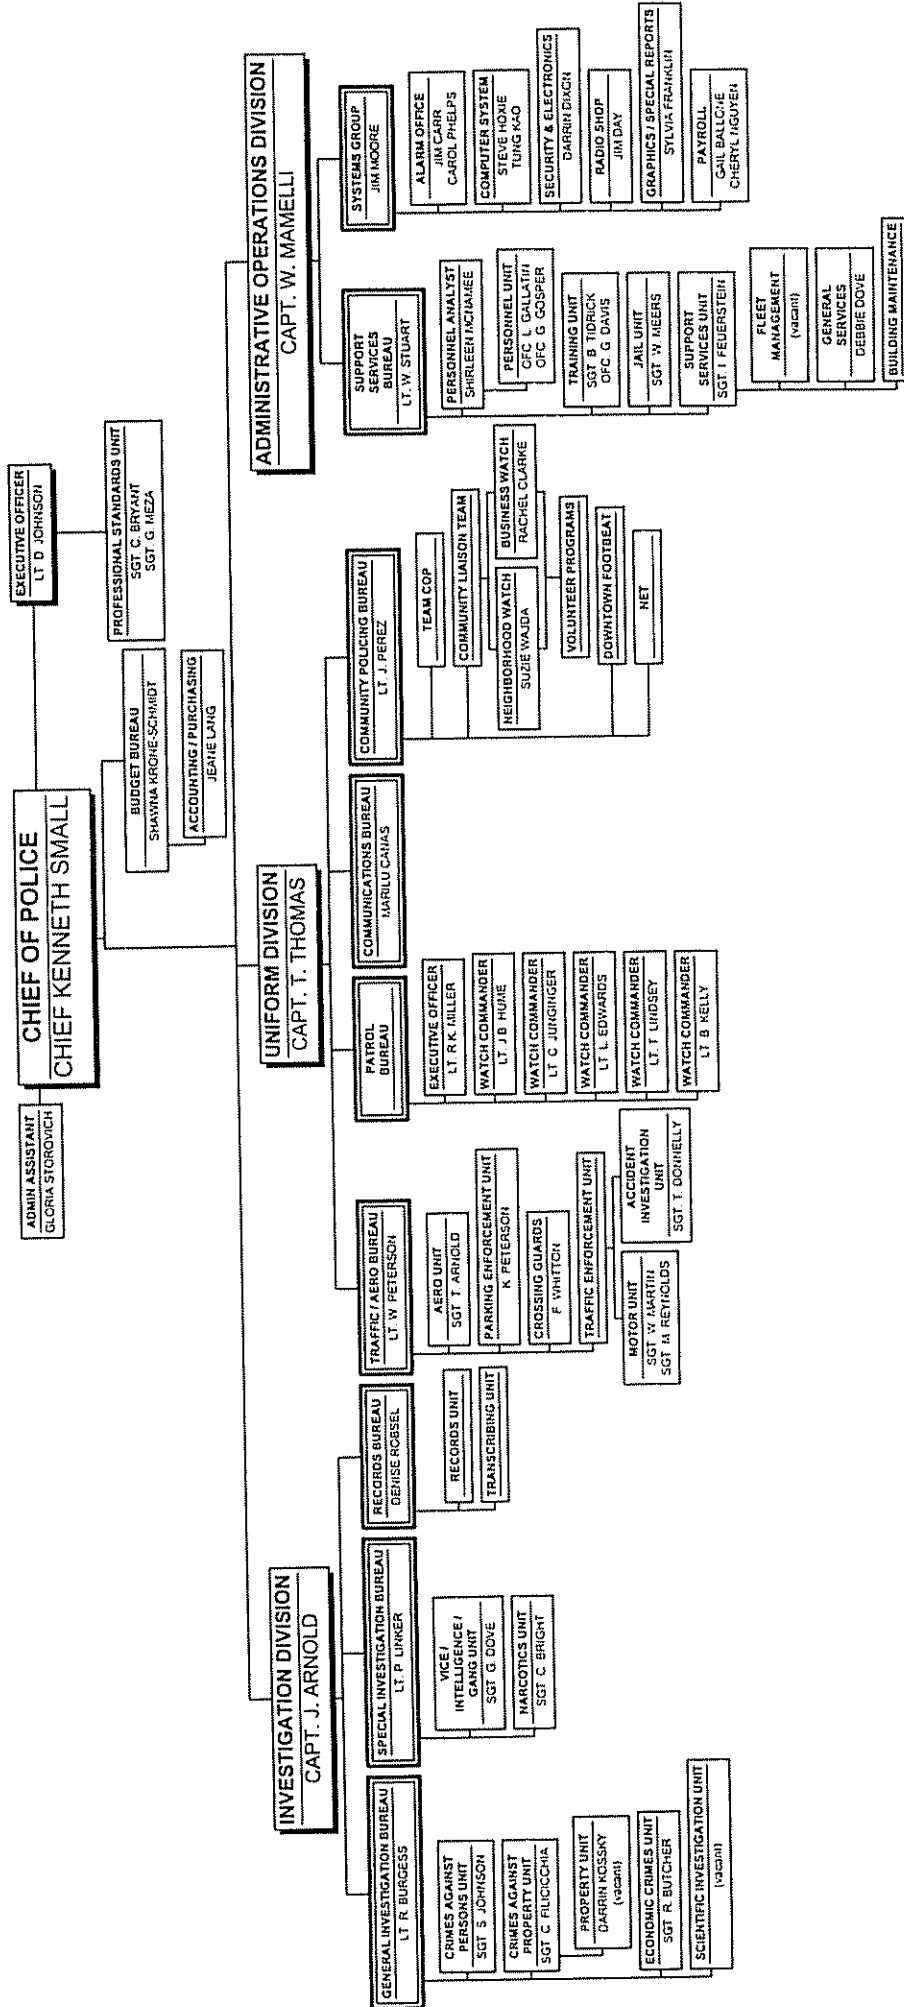 CHIEF OF POLICE
CHIEF KENNETH SMALL
ADMIN ASSISTANT
GLORIA STOROVICH
EXECUTIVE OFFICER
LT D JOHNSON
PROFESSIONAL STANDARDS UNIT
SGT C. BRYANT
SGT. G. MEZA
BUDGET BUREAU
SHAWNA KRONE-SCHMIDT
ACCOUNTING / PURCHASING
JEANE LANG
INVESTIGATION DIVISION
CAPT. J. ARNOLD
GENERAL INVESTIGATION BUREAU
LT R. BURGESS
CRIMES AGAINST
PERSONS UNIT
SGT S JOHNSON
CRIMES AGAINST
PROPERTY UNIT
SGT C. FILICICCHIA
PROPERTY UNIT
DARRIN KOSSKY
(vacant)
ECONOMIC CRIMES UNIT
SGT R. BUTCHER
SCIENTIFIC INVESTIGATION UNIT
(vacant)
SPECIAL INVESTIGATION BUREAU
LT. P. LINKER
VICE /
INTELLIGENCE /
GANG UNIT
SGT G. DOVE
NARCOTICS UNIT
SGT C. BRIGHT
RECORDS BUREAU
DENISE
RECORDS UNIT
TRANSCRIBING UNIT
UNIFORM DIVISION
CAPT. T. THOMAS
TRAFFIC / AERO BUREAU
LT. W. PETERSON
AERO UNIT
SGT T. ARNOLD
PARKING ENFORCEMENT UNIT
K. PETERSON
CROSSING GUARDS
F. WHITTON
TRAFFIC ENFORCEMENT UNIT
MOTOR UNIT
SGT W. MARTIN
SGT M. REYNOLDS
ACCIDENT
INVESTIGATION
UNIT
SGT. T. DONNELLY
PATROL
BUREAU
EXECUTIVE OFFICER
LT. R.K. MILLER
WATCH COMMANDER
LT. J B HUME
WATCH COMMANDER
LT C. JUNGINGER
WATCH COMMANDER
LT L. EDWARDS
WATCH COMMANDER
LT. T. LINDSEY
WATCH COMMANDER
LT B. KELLY
COMMUNICATIONS BUREAU
MARILU CANAS
COMMUNITY POLICING BUREAU
LT. J. PEREZ
TEAM COP
COMMUNITY LIAISON TEAM
NEIGHBORHOOD WATCH
SUZIE WAJDA
BUSINESS WATCH
RACHEL CLARKE
VOLUNTEER PROGRAMS
DOWNTOWN FOOTBEAT
NET
ADMINISTRATIVE OPERATIONS DIVISION
CAPT. W. MAMELLI
SUPPORT
SERVICES
BUREAU
LT. W. STUART
PERSONNEL ANALYST
SHIRLEEN MCNAMEE
PERSONNEL UNIT
OFC. L. GALLATIN
OFC. G. GOSPER
TRAINING UNIT
SGT B. TIDRICK
OFC. G. DAVIS
JAIL UNIT
SGT W. MEERS
SUPPORT
SERVICES UNIT
SGT. I FEUERSTEIN
FLEET
MANAGEMENT
(vacant)
GENERAL
SERVICES
DEBBIE DOVE
BUILDING MAINTENANCE
SYSTEMS GROUP
JIM MOORE
ALARM OFFICE
JIM CARR
CAROL PHELPS
COMPUTER SYSTEM
STEVE HOXIE
TUNG KAO
SECURITY & ELECTRONICS
DARRIN DIXON
RADIO SHOP
JIM DAY
GRAPHICS / SPECIAL REPORTS
SYLVIA FRANKLIN
PAYROLL
GAIL BALLONE
CHERYL NGUYEN